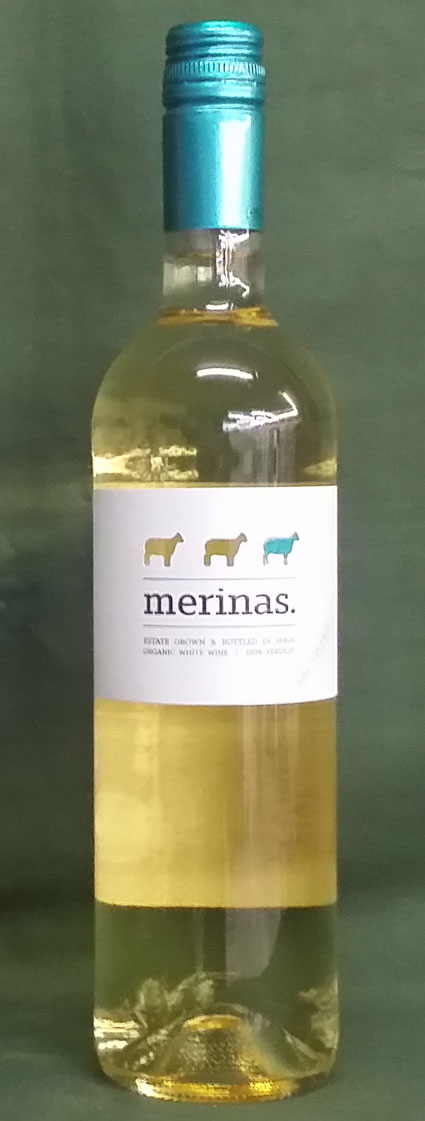 merinas.
ESTATE GROWN & BOTTLED IN SPAIN
ORGANIC WHITE WINE / 100% VERDEJO